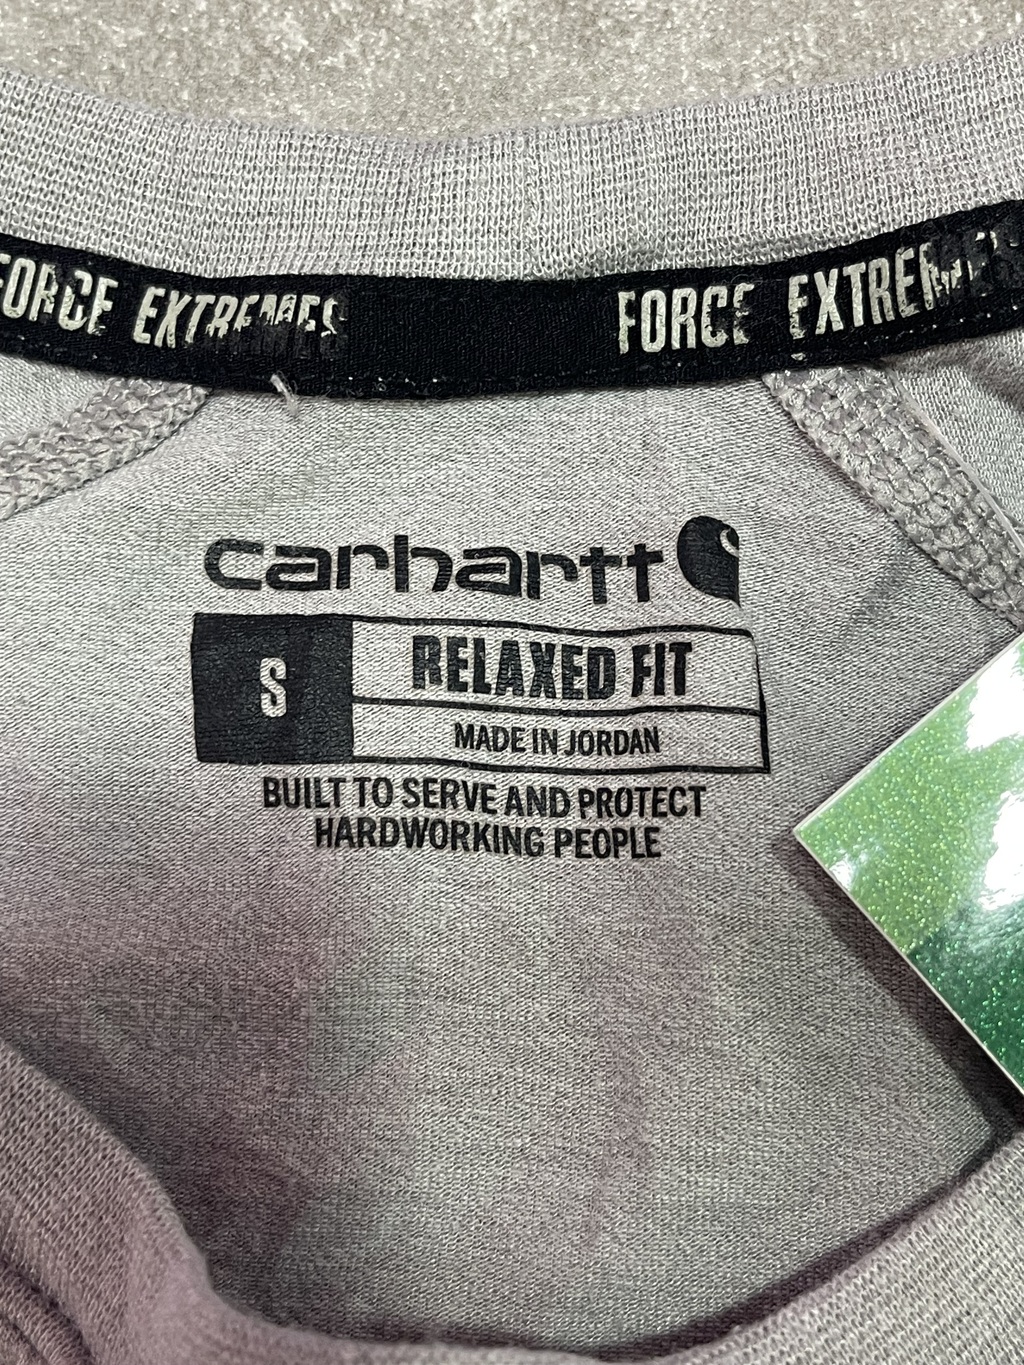 FORCE EXTREMES FORCE EXTREMES
carhartt
S RELAXED FIT
MADE IN JORDAN
BUILT TO SERVE AND PROTECT
HARDWORKING PEOPLE